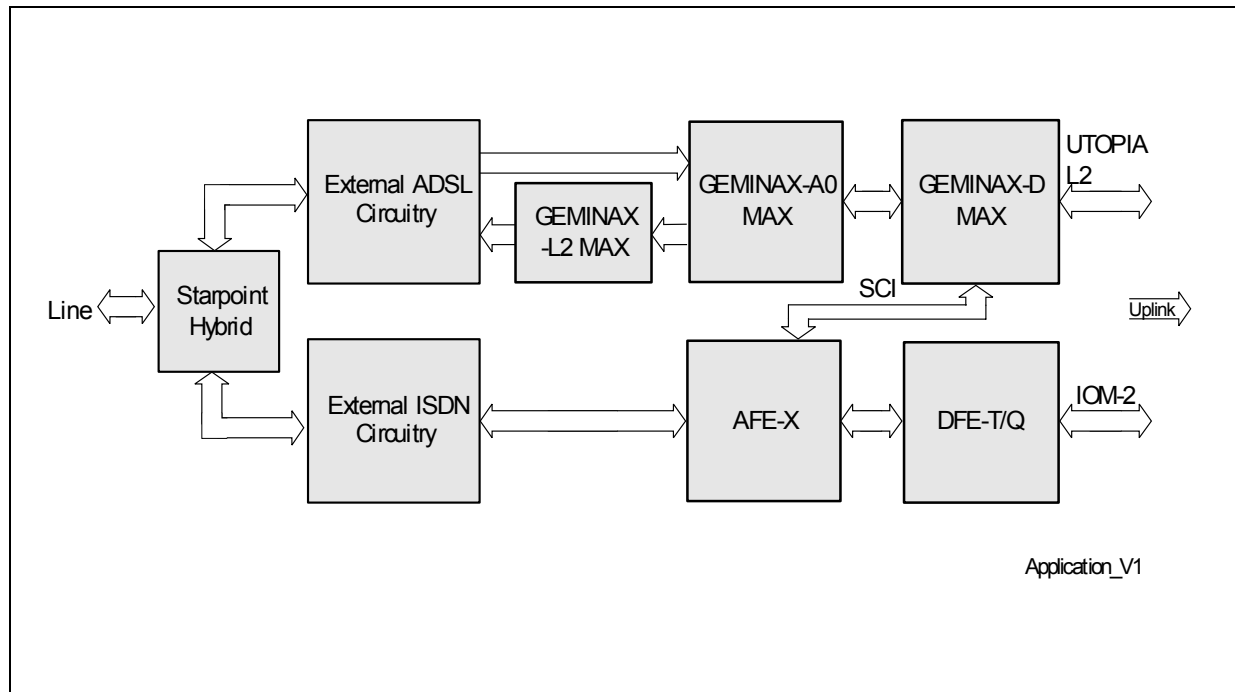 External ADSL
Circuitry
GEMINAX
-L2 MAX
GEMINAX-A0
MAX
GEMINAX-D
MAX
UTOPIA
L2
Line
Starpoint
Hybrid
SCI
Uplink
External ISDN
Circuitry
AFE-X
DFE-T/Q
IOM-2
Application_V1